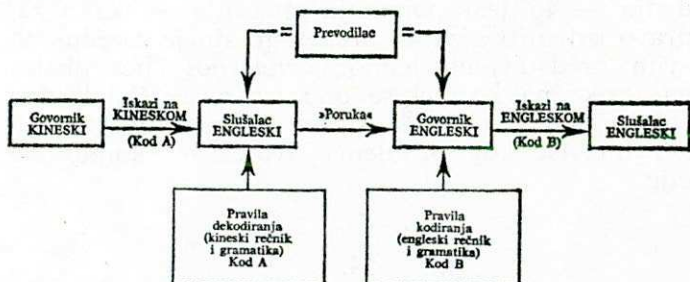 Prevodilac
Govornik
KINESKI
Iskazi na
KINESKOM
(Kod A)
Slušalac
ENGLESKI
»Poruka«
Govornik
ENGLESKI
Iskazi na
ENGLESKOM
(Kod B)
Slušalac
ENGLESKI
Pravila
dekodiranja
(kineski rečnik
i gramatika)
Kod A
Pravila
kodiranja
(engleski rečnik
i gramatika)
Kod B